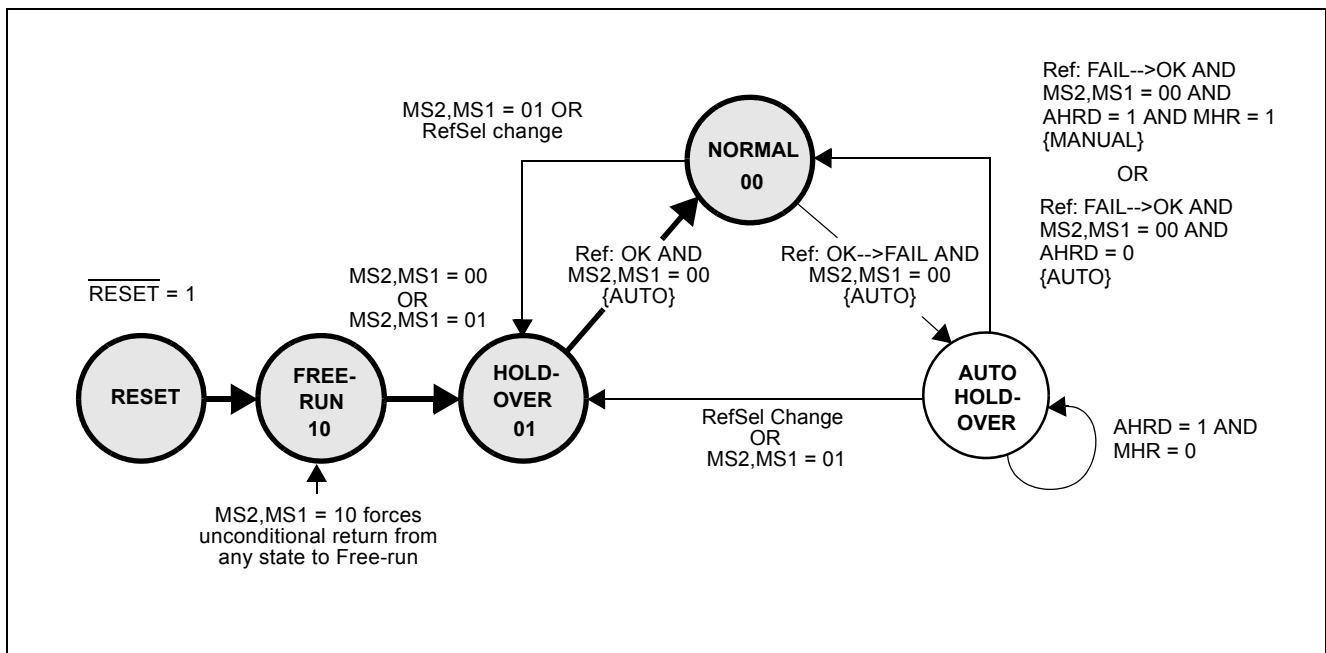 Ref: FAIL-->OK AND
MS2,MS1 = 00 AND
AHRD = 1 AND MHR = 1
{MANUAL}
OR
Ref: FAIL-->OK AND
MS2,MS1 = 00 AND
AHRD = 0
{AUTO}
MS2,MS1 = 01 OR
RefSel change
NORMAL
00
Ref: OK AND
MS2,MS1 = 00
{AUTO}
Ref: OK-->FAIL AND
MS2,MS1 = 00
{AUTO}
RESET = 1
MS2,MS1 = 00
OR
MS2,MS1 = 01
RESET
FREE-
RUN
10
HOLD-
OVER
01
AUTO
HOLD-
OVER
RefSel Change
OR
MS2,MS1 = 01
AHRD = 1 AND
MHR = 0
MS2,MS1 = 10 forces
unconditional return from
any state to Free-run